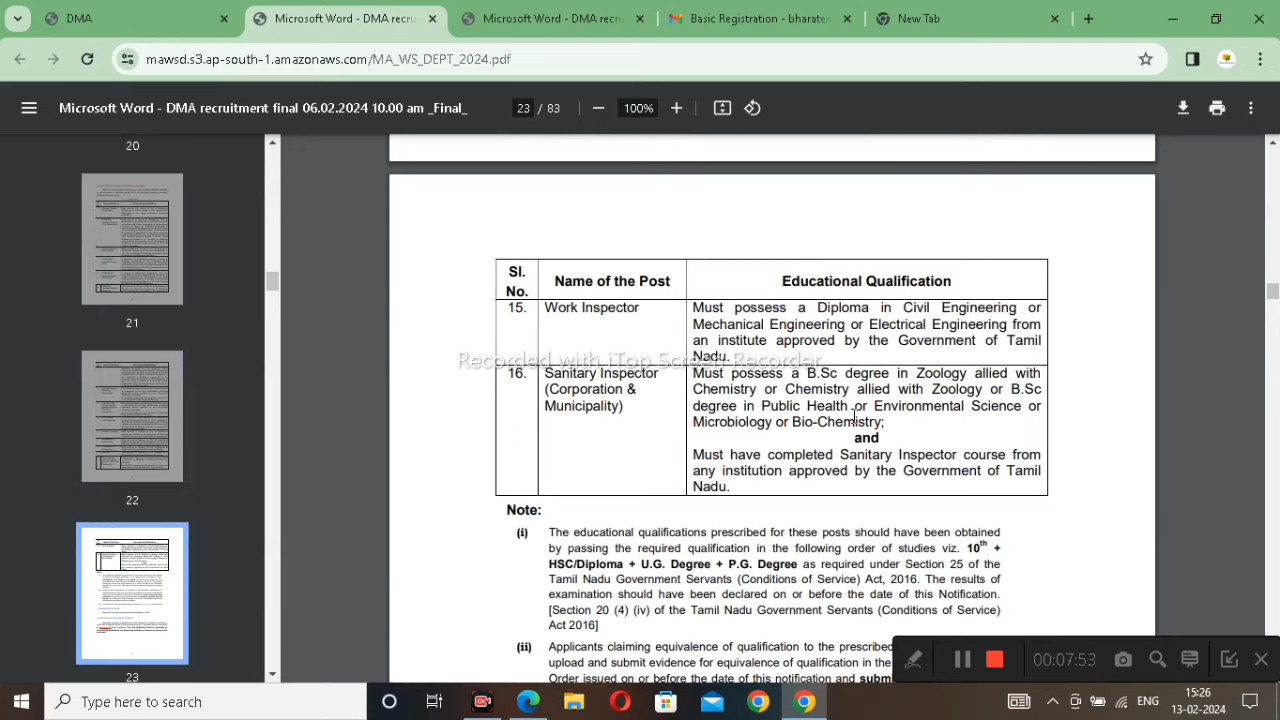 DMA
Microsoft Word - DMA recru
Microsoft Word - DMA recru
Basic Registration - bharatex
New Tab
mawsd.s3.ap-south-1.amazonaws.com/MA_WS_DEPT_2024.pdf
Microsoft Word - DMA recruitment final 06.02.2024 10.00 am _Final_
23 / 83
100%
20
21
22
23
Sl. No.
Name of the Post
Educational Qualification
15.
Work Inspector
Must possess a Diploma in Civil Engineering or
Mechanical Engineering or Electrical Engineering from
an institute approved by the Government of Tamil
Nadu.
Recorded with iTop Screen Recorder
16.
Sanitary Inspector
(Corporation &
Municipality)
Must possess a B.Sc degree in Zoology allied with
Chemistry or Chemistry allied with Zoology or B.Sc
degree in Public Health or Environmental Science or
Microbiology or Bio-Chemistry;
and
Must have completed Sanitary Inspector course from
any institution approved by the Government of Tamil
Nadu.
Note:
(i) The educational qualifications prescribed for these posts should have been obtained
by passing the required qualification in the following order of studies viz. 10th +
HSC/Diploma + U.G. Degree + P.G. Degree as required under Section 25 of the
Tamil Nadu Government Servants (Conditions of Service) Act, 2016. The results of
examination should have been declared on or before the date of this Notification.
[Section 20 (4) (iv) of the Tamil Nadu Government Servants (Conditions of Service)
Act 2016]
(ii) Applicants claiming equivalence of qualification to the prescribed
upload and submit evidence for equivalence of qualification in the
Order issued on or before the date of this notification and subm
00:07:53
Type here to search
ENG
15:26
13-02-2024